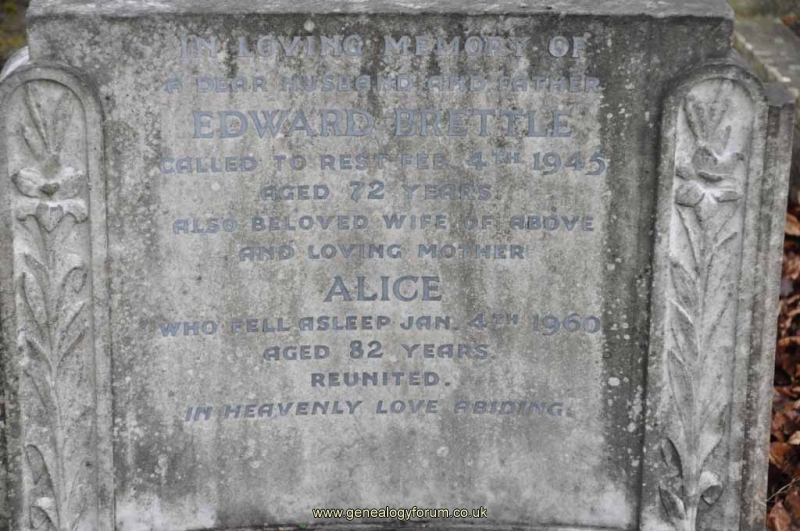 IN LOVING MEMORY OF
A DEAR HUSBAND AND FATHER
EDWARD BRETTLE
CALLED TO REST FEB. 4TH 1945
AGED 72 YEARS
ALSO BELOVED WIFE OF ABOVE
AND LOVING MOTHER
ALICE
WHO FELL ASLEEP JAN. 4TH 1960
AGED 82 YEARS.
REUNITED.
IN HEAVENLY LOVE ABIDING.
www.genealogyforum.co.uk